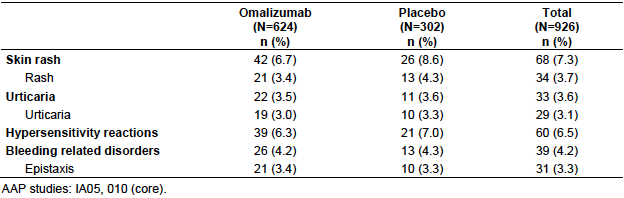 Omalizumab Placebo Total
(N=624) (N=302) (N=926)
n (%) n (%) n (%)
Skin rash 42 (6.7) 26 (8.6) 68 (7.3)
Rash 21 (3.4) 13 (4.3) 34 (3.7)
Urticaria 22 (3.5) 11 (3.6) 33 (3.6)
Urticaria 19 (3.0) 10 (3.3) 29 (3.1)
Hypersensitivity reactions 39 (6.3) 21 (7.0) 60 (6.5)
Bleeding related disorders 26 (4.2) 13 (4.3) 39 (4.2)
Epistaxis 21 (3.4) 10 (3.3) 31 (3.3)
AAP studies: IA05, 010 (core).